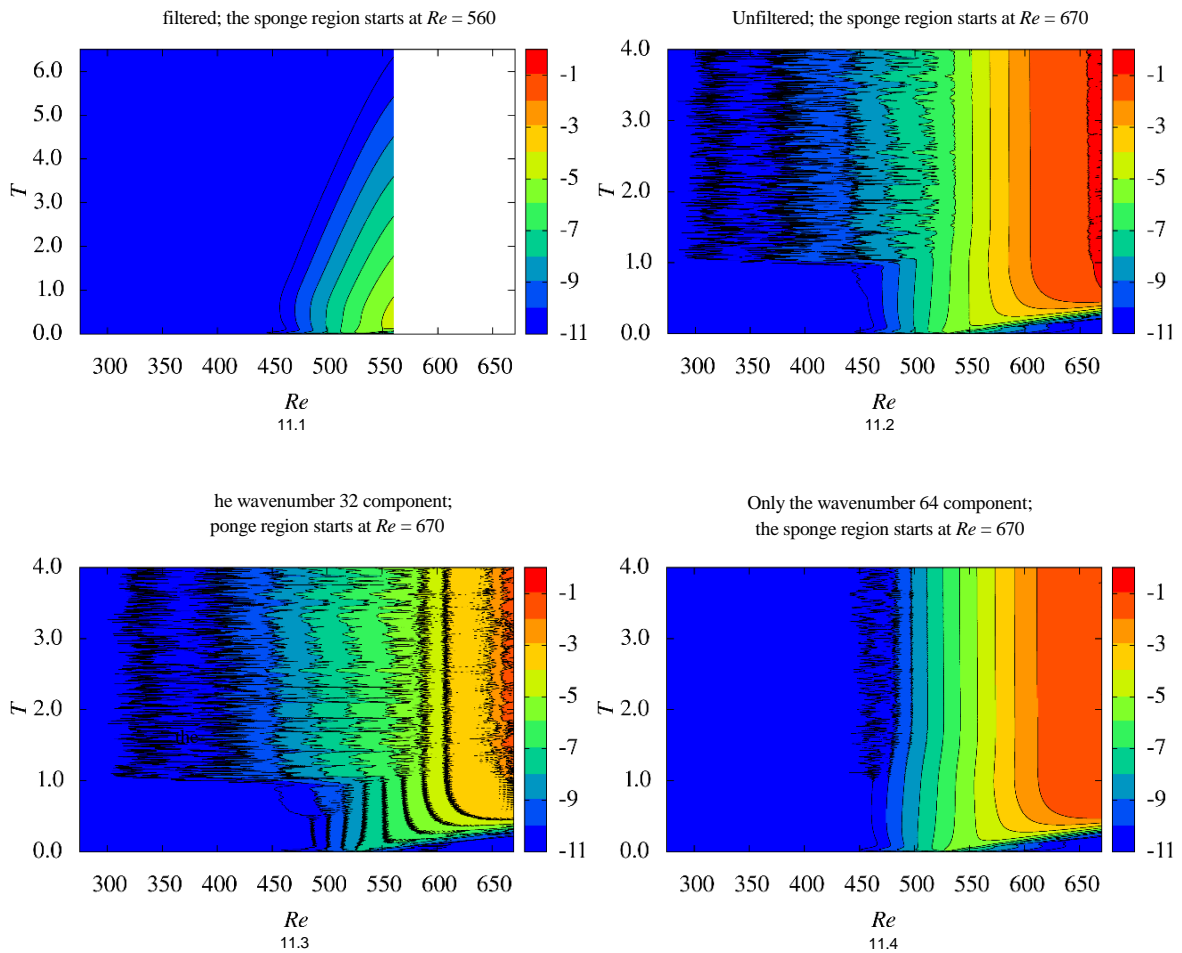 filtered; the sponge region starts at Re = 560
Unfiltered; the sponge region starts at Re = 670
6.0
5.0
4.0
3.0
2.0
1.0
0.0
T
-1
-3
-5
-7
-9
-11
300 350 400 450 500 550 600 650
Re
11.1
4.0
3.0
2.0
1.0
0.0
T
-1
-3
-5
-7
-9
-11
300 350 400 450 500 550 600 650
Re
11.2
he wavenumber 32 component;
ponge region starts at Re = 670
Only the wavenumber 64 component;
the sponge region starts at Re = 670
4.0
3.0
2.0
1.0
0.0
T
the
-1
-3
-5
-7
-9
-11
300 350 400 450 500 550 600 650
Re
11.3
4.0
3.0
2.0
1.0
0.0
T
-1
-3
-5
-7
-9
-11
300 350 400 450 500 550 600 650
Re
11.4